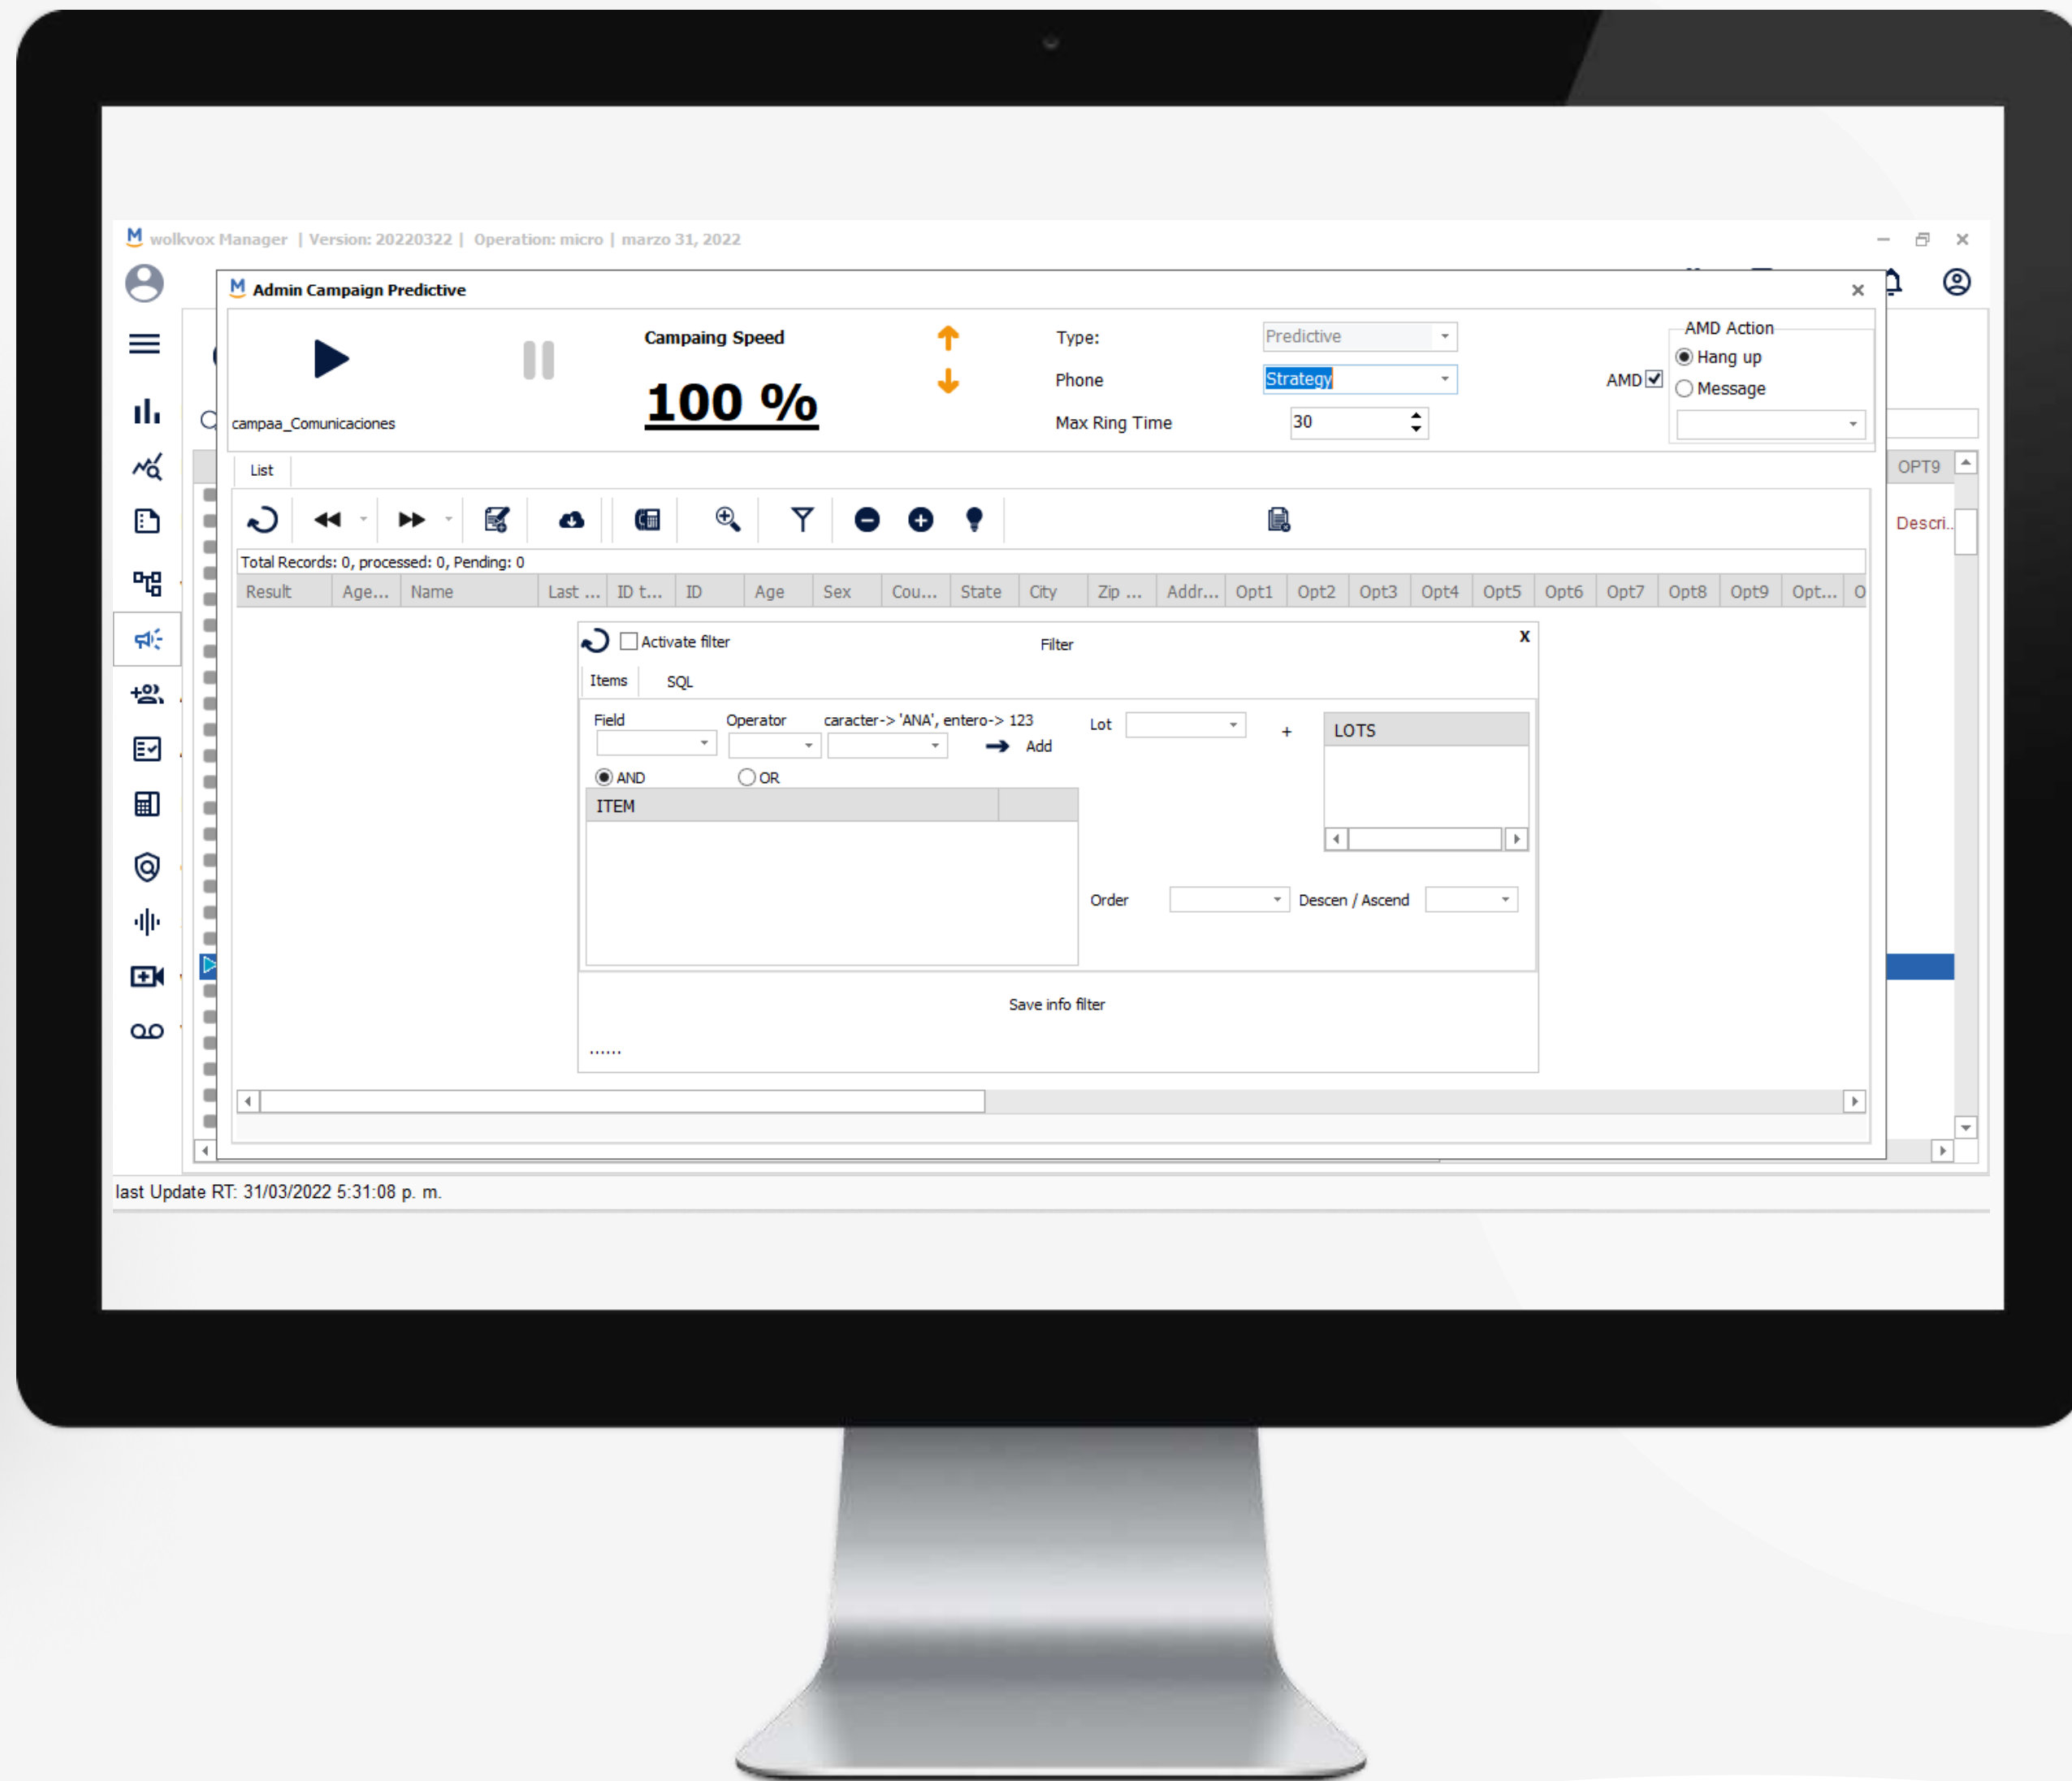 M wolkvox Manager | Version: 20220322 | Operation: micro | marzo 31, 2022
M Admin Campaign Predictive
Campaing Speed
100 %
campaa_Comunicaciones
Type: Predictive
Phone Strategy
Max Ring Time 30
AMD
AMD Action
Hang up
Message
List
OPT9
Descri..
Total Records: 0, processed: 0, Pending: 0
Result Age... Name Last ... ID t... ID Age Sex Cou... State City Zip ... Addr... Opt1 Opt2 Opt3 Opt4 Opt5 Opt6 Opt7 Opt8 Opt9 Opt... O
Activate filter Filter X
Items SQL
Field Operator caracter-> 'ANA', entero-> 123 Lot + LOTS
Add
AND OR
ITEM
Order Descen / Ascend
Save info filter
......
last Update RT: 31/03/2022 5:31:08 p. m.